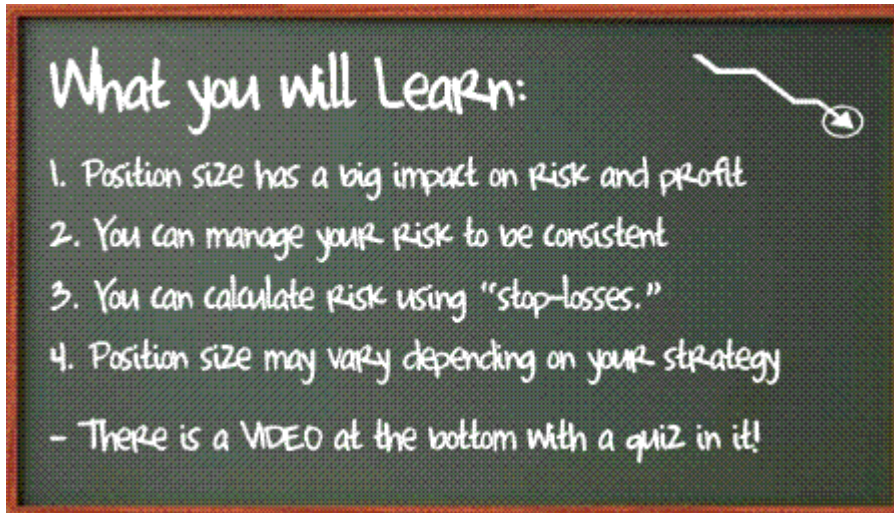 What you will Learn:
1. Position size has a big impact on risk and profit
2. You can manage your risk to be consistent
3. You can calculate risk using "stop-losses."
4. Position size may vary depending on your strategy
- There is a VIDEO at the bottom with a quiz in it!